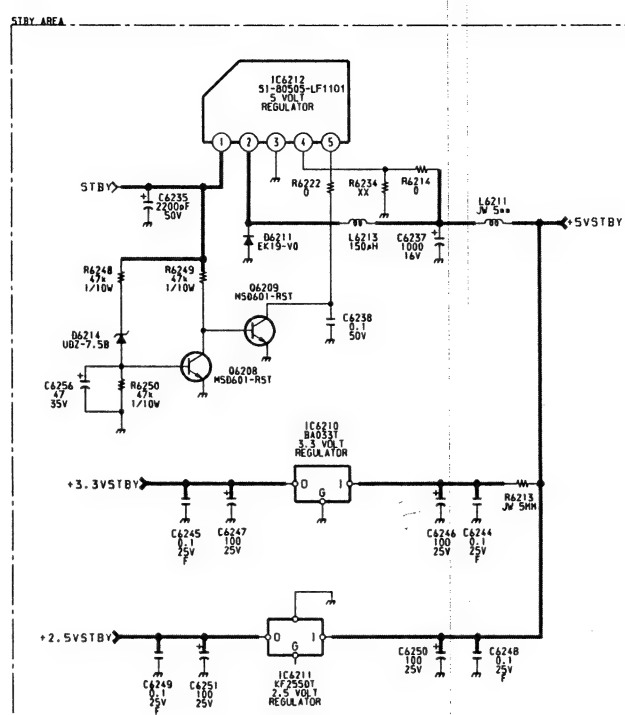 STBY AREA
IC6212
SI-80505-LF1101
5 VOLT
REGULATOR
1 2 3 4 5
STBY
C6235
2200pF
50V
R6222
0
R6234
XX
R6214
0
L6211
JW 5mm
+5VSTBY
D6211
EK19-V0
L6213
150µH
C6237
1000
16V
R6248
47k
1/10W
R6249
47k
1/10W
Q6209
MSD601-RST
C6238
0.1
50V
D6214
UDZ-7.5B
C6256
47
35V
R6250
47k
1/10W
Q6208
MSD601-RST
IC6210
BA033T
3.3 VOLT
REGULATOR
+3.3VSTBY
O I
G
R6213
JW 5MM
C6245
0.1
25V
F
C6247
100
25V
C6246
100
25V
C6244
0.1
25V
F
+2.5VSTBY
O I
G
C6249
0.1
25V
F
C6251
100
25V
IC6211
KF25BDT
2.5 VOLT
REGULATOR
C6250
100
25V
C6248
0.1
25V
F